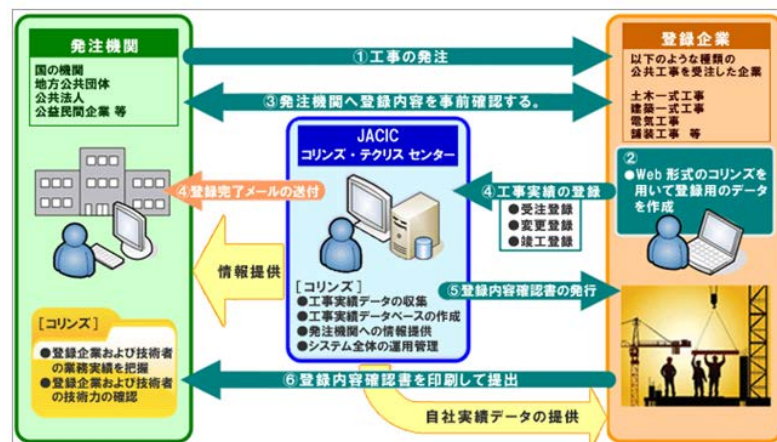 発注機関
国の機関
地方公共団体
公共法人
公益民間企業 等
①工事の発注
③発注機関へ登録内容を事前確認する。
登録企業
以下のような種類の
公共工事を受注した企業
土木一式工事
建築一式工事
電気工事
舗装工事 等
JACIC
コリンズ・テクリス センター
④登録完了メールの送付
④工事実績の登録
●受注登録
●変更登録
●竣工登録
②
●Web 形式のコリンズを
用いて登録用のデータ
を作成
情報提供
[コリンズ]
●工事実績データの収集
●工事実績データベースの作成
●発注機関への情報提供
●システム全体の運用管理
⑤登録内容確認書の発行
[コリンズ]
●登録企業および技術者
の業務実績を把握
●登録企業および技術者
の技術力の確認
⑥登録内容確認書を印刷して提出
自社実績データの提供